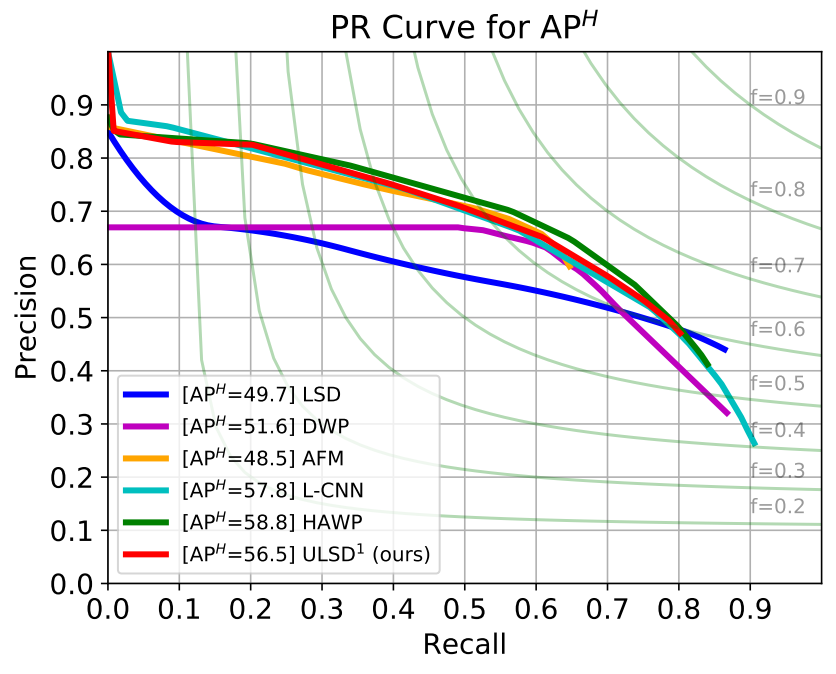 PR Curve for AP^H
Precision
0.9
0.8
0.7
0.6
0.5
0.4
0.3
0.2
0.1
0.0
f=0.9
f=0.8
f=0.7
f=0.6
f=0.5
f=0.4
f=0.3
f=0.2
[AP^H=49.7] LSD
[AP^H=51.6] DWP
[AP^H=48.5] AFM
[AP^H=57.8] L-CNN
[AP^H=58.8] HAWP
[AP^H=56.5] ULSD^1 (ours)
0.0 0.1 0.2 0.3 0.4 0.5 0.6 0.7 0.8 0.9
Recall